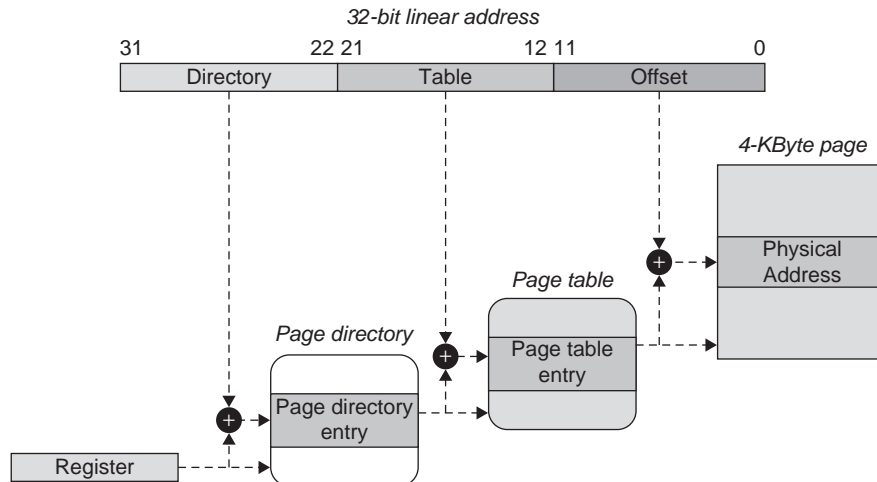 32-bit linear address
31 22 21 12 11 0
Directory Table Offset
4-KByte page
Physical
Address
Page table
Page table
entry
Page directory
Page directory
entry
Register